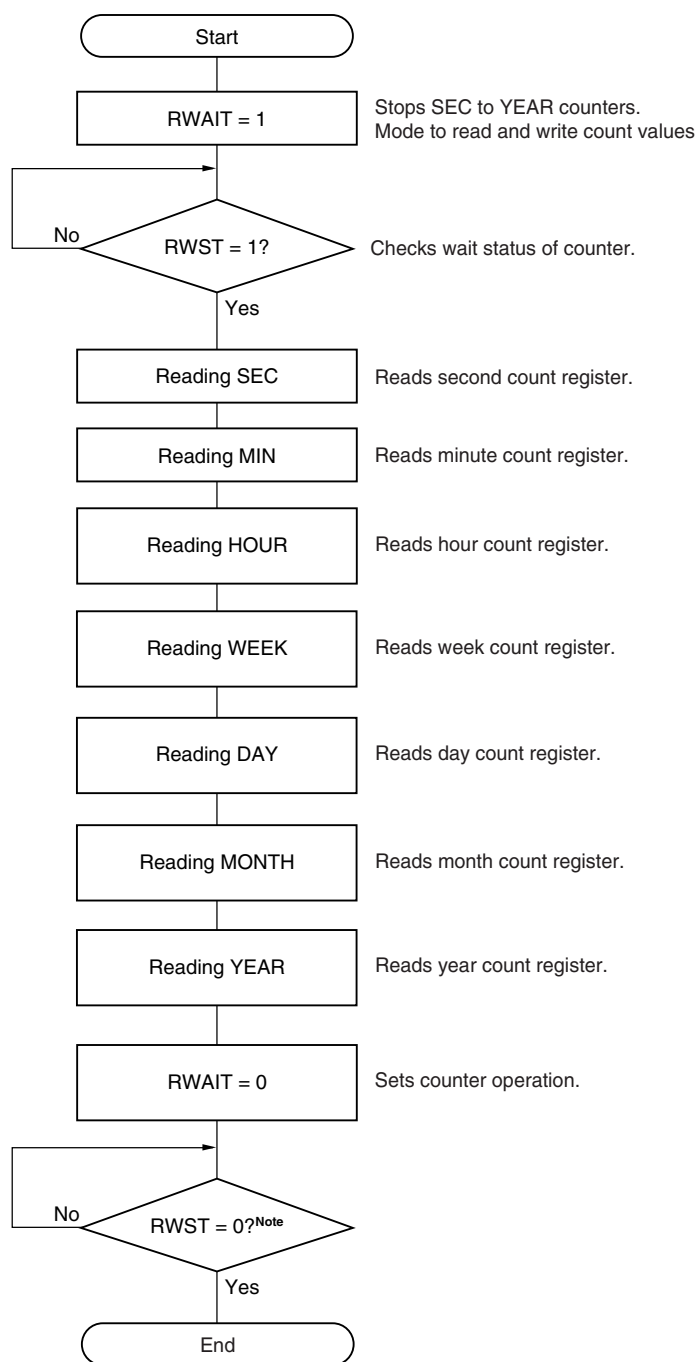 Start
RWAIT = 1
Stops SEC to YEAR counters.
Mode to read and write count values
No
RWST = 1?
Checks wait status of counter.
Yes
Reading SEC
Reads second count register.
Reading MIN
Reads minute count register.
Reading HOUR
Reads hour count register.
Reading WEEK
Reads week count register.
Reading DAY
Reads day count register.
Reading MONTH
Reads month count register.
Reading YEAR
Reads year count register.
RWAIT = 0
Sets counter operation.
No
RWST = 0?Note
Yes
End